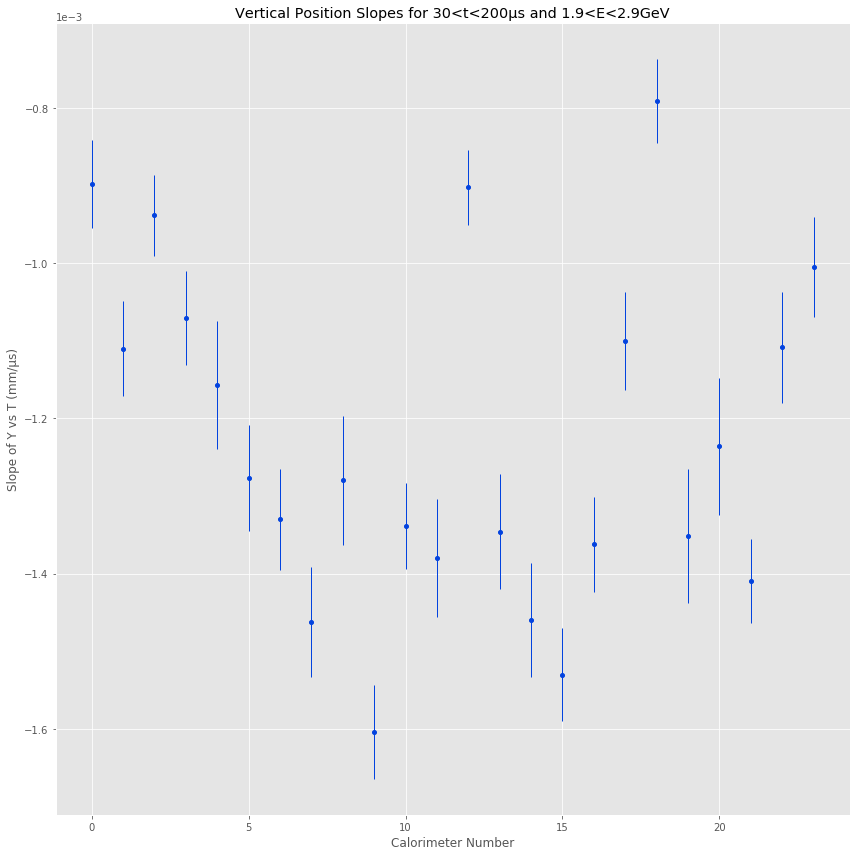 Vertical Position Slopes for 30<t<200μs and 1.9<E<2.9GeV
1e−3
−0.8
−1.0
−1.2
−1.4
−1.6
Slope of Y vs T (mm/μs)
0 5 10 15 20
Calorimeter Number